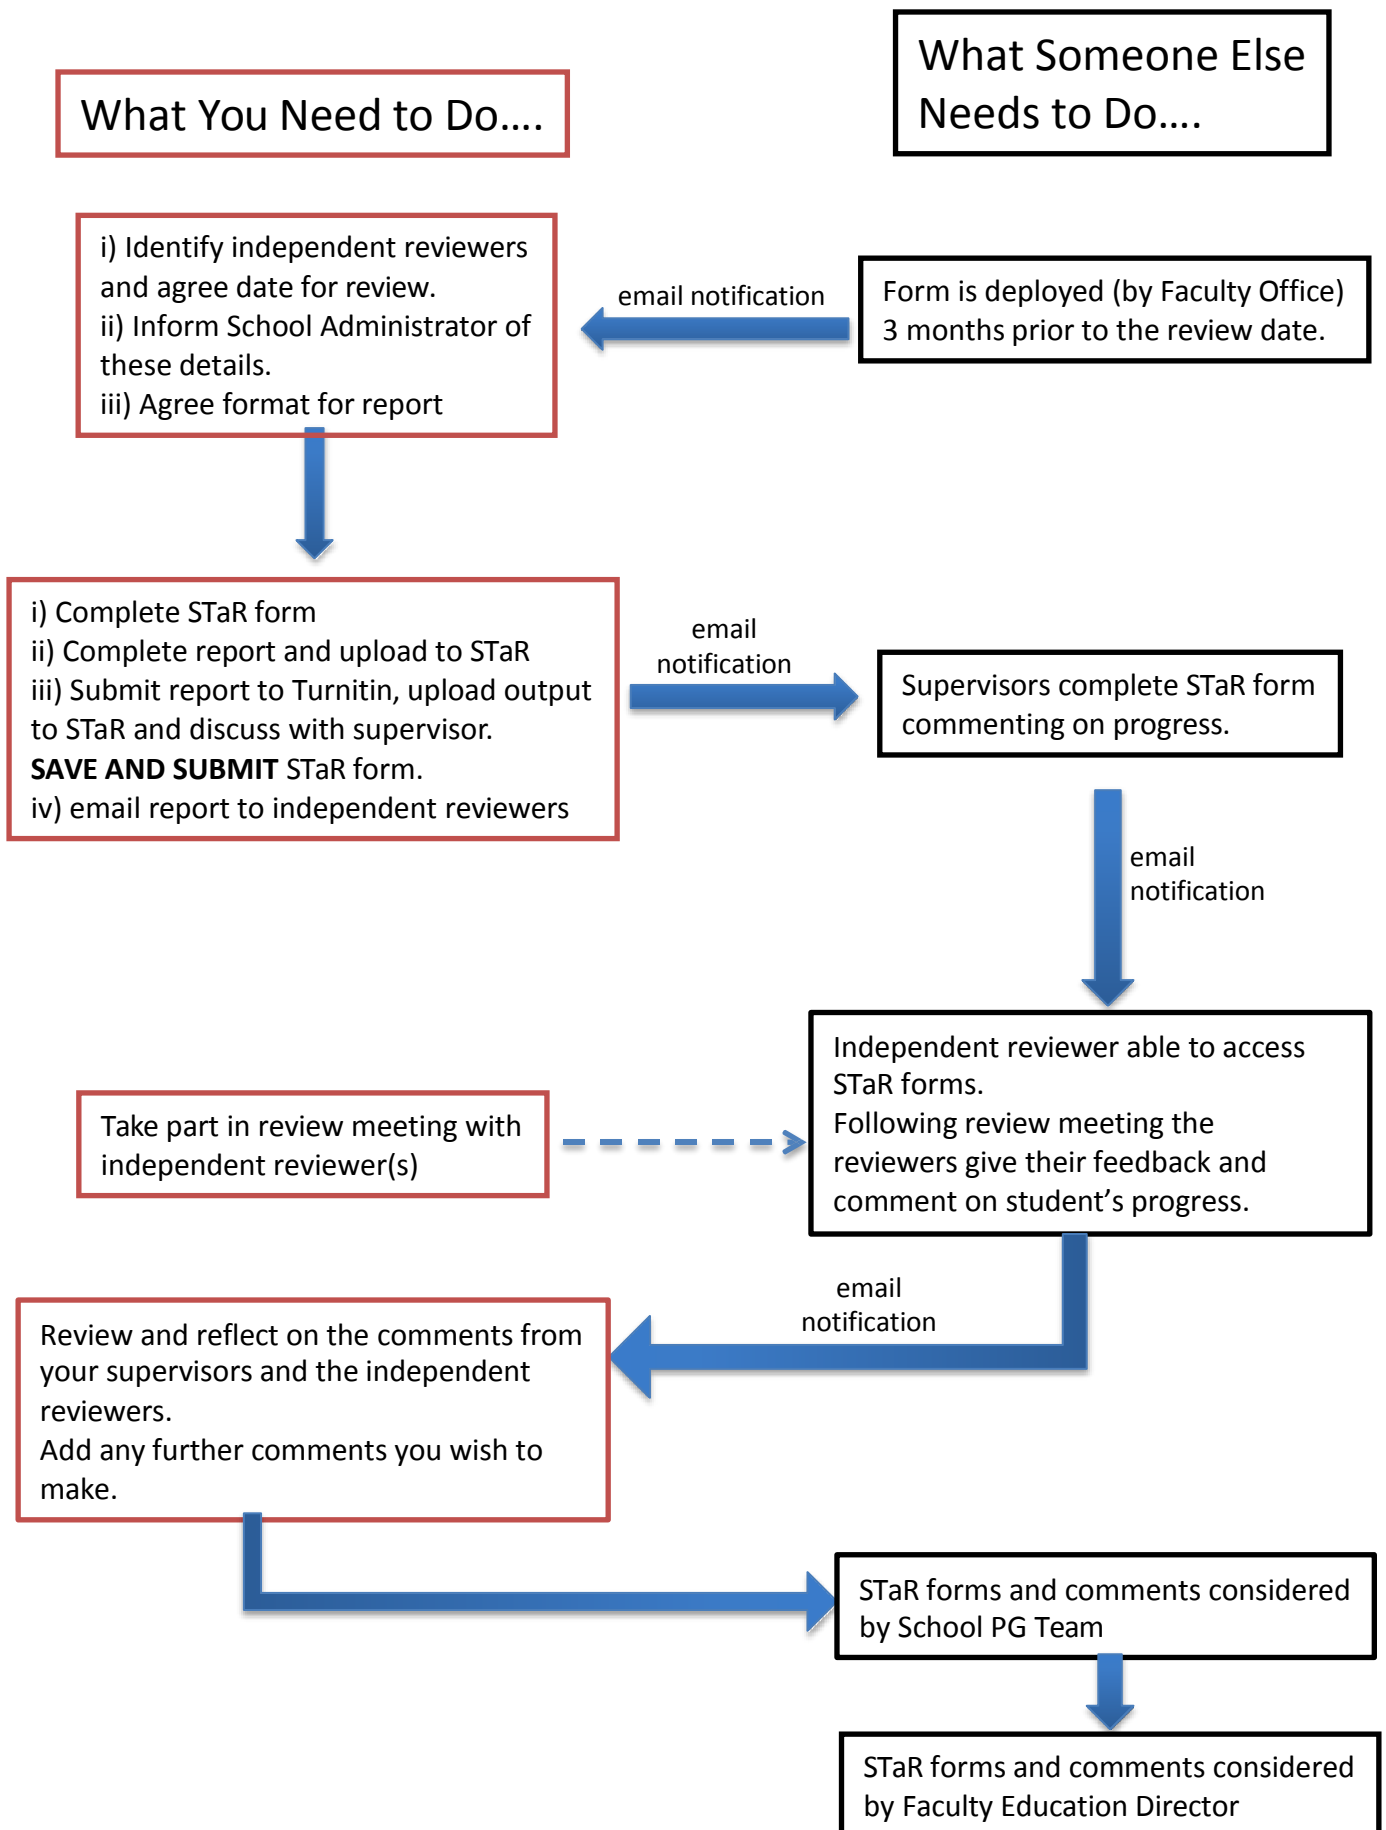 What You Need to Do....
What Someone Else
Needs to Do....
i) Identify independent reviewers
and agree date for review.
ii) Inform School Administrator of
these details.
iii) Agree format for report
email notification
Form is deployed (by Faculty Office)
3 months prior to the review date.
i) Complete STaR form
ii) Complete report and upload to STaR
iii) Submit report to Turnitin, upload output
to STaR and discuss with supervisor.
SAVE AND SUBMIT STaR form.
iv) email report to independent reviewers
email
notification
Supervisors complete STaR form
commenting on progress.
email
notification
Independent reviewer able to access
STaR forms.
Following review meeting the
reviewers give their feedback and
comment on student’s progress.
Take part in review meeting with
independent reviewer(s)
email
notification
Review and reflect on the comments from
your supervisors and the independent
reviewers.
Add any further comments you wish to
make.
STaR forms and comments considered
by School PG Team
STaR forms and comments considered
by Faculty Education Director